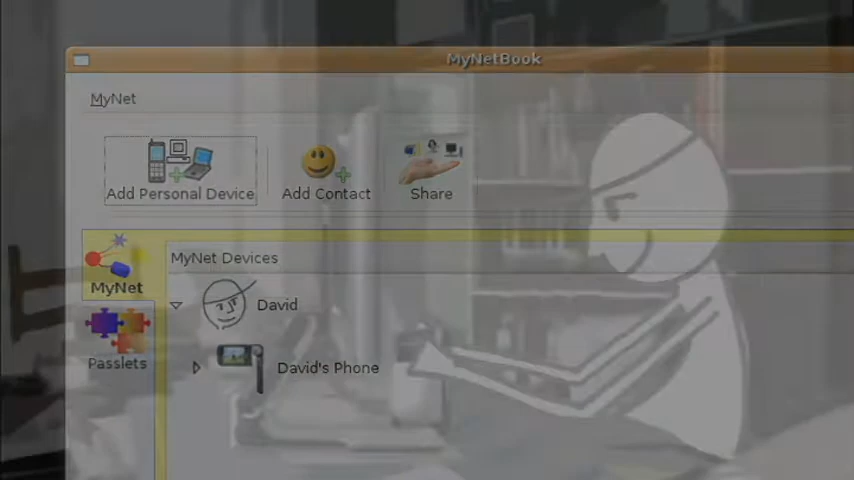 MyNetBook
MyNet
Add Personal Device
Add Contact
Share
MyNet
MyNet Devices
David
Passlets
David's Phone